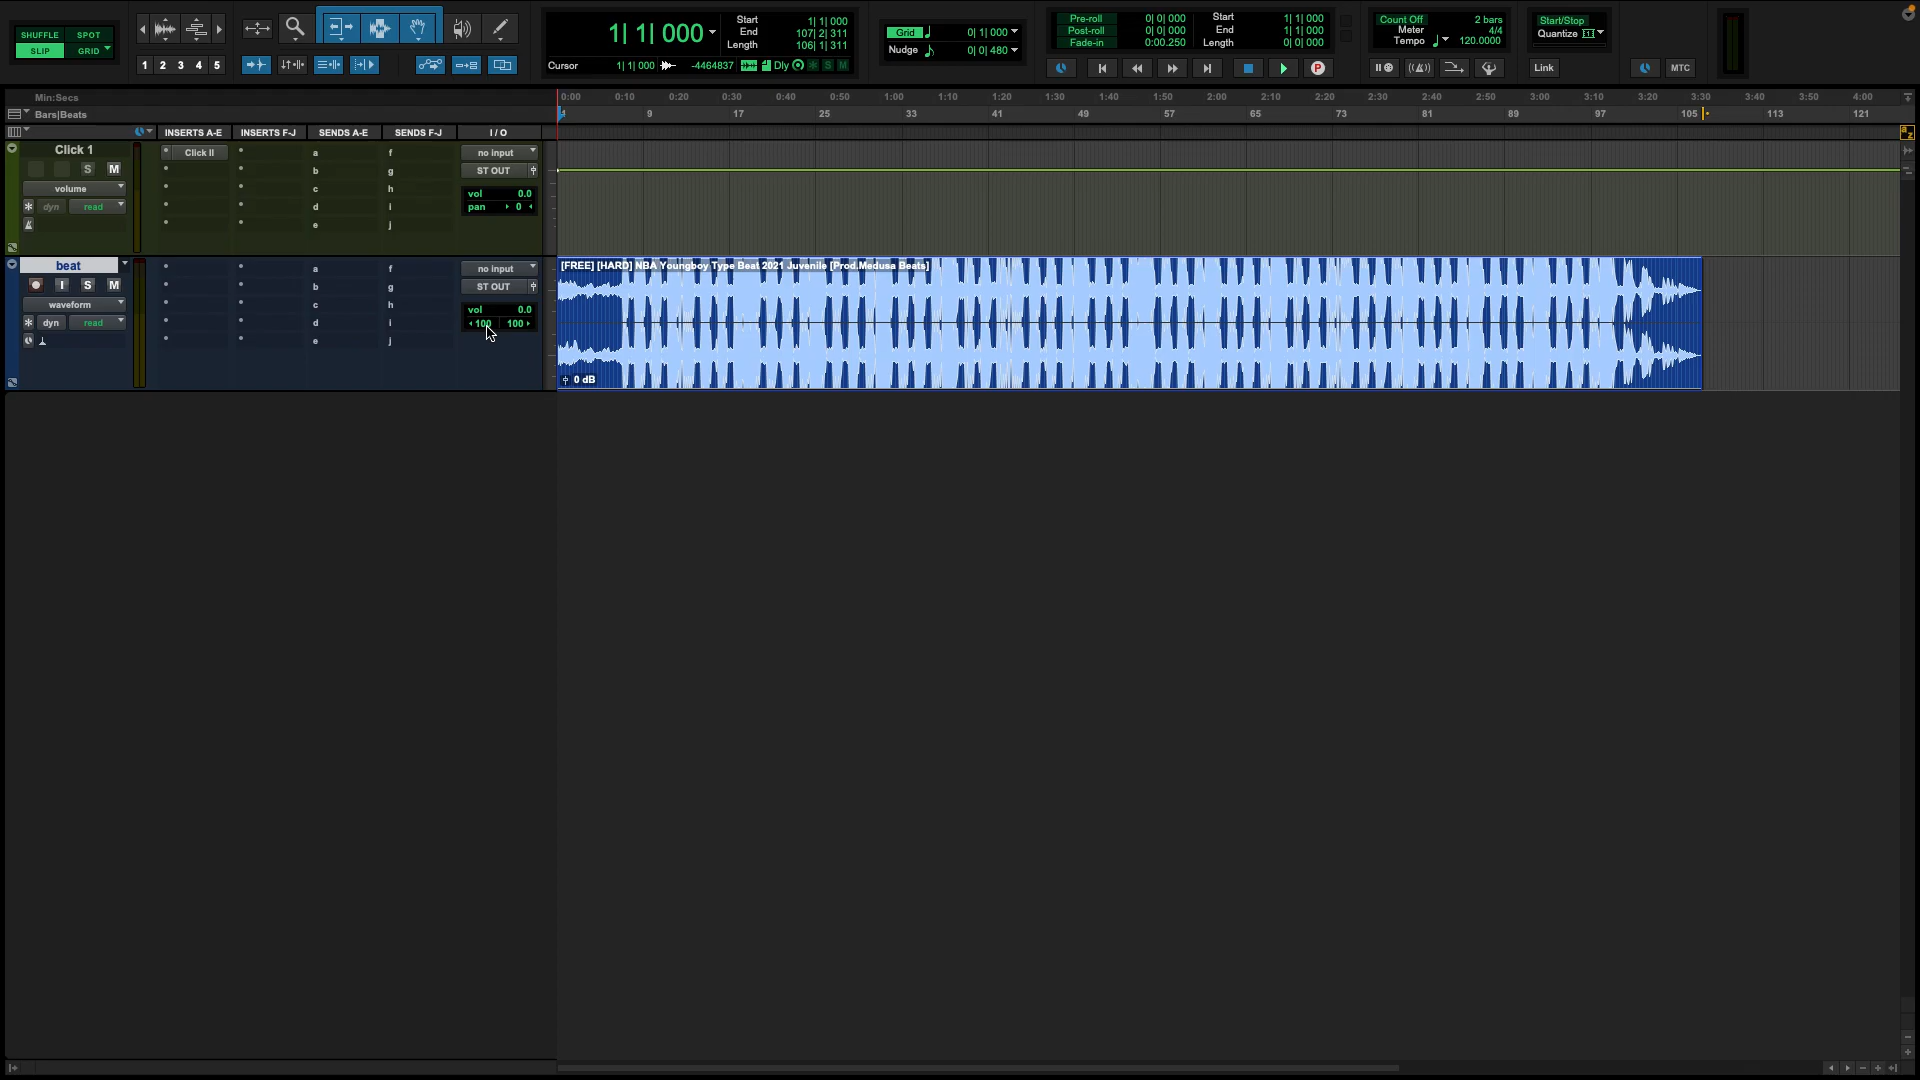 SHUFFLE SPOT
SLIP GRID
1 2 3 4 5
1| 1| 000
Start 1| 1| 000
End 107| 2| 311
Length 106| 1| 311
Cursor 1| 1| 000 -4464837 Dly S M
Grid 0| 1| 000
Nudge 0| 0| 480
Pre-roll 0| 0| 000
Post-roll 0| 0| 000
Fade-in 0:00.250
Start 1| 1| 000
End 1| 1| 000
Length 0| 0| 000
P
Count Off 2 bars
Meter 4/4
Tempo 120.0000
Start/Stop
Quantize
Link
MTC
Min:Secs 0:00 0:10 0:20 0:30 0:40 0:50 1:00 1:10 1:20 1:30 1:40 1:50 2:00 2:10 2:20 2:30 2:40 2:50 3:00 3:10 3:20 3:30 3:40 3:50 4:00
Bars|Beats 1 9 17 25 33 41 49 57 65 73 81 89 97 105 113 121
INSERTS A-E INSERTS F-J SENDS A-E SENDS F-J I / O
a z
Click 1
S M
volume
dyn read
Click II
a f
b g
c h
d i
e j
no input
ST OUT
vol 0.0
pan 0
beat
I S M
waveform
dyn read
a f
b g
c h
d i
e j
no input
ST OUT
vol 0.0
100 100
[FREE] [HARD] NBA Youngboy Type Beat 2021 Juvenile [Prod.Medusa Beats]
0 dB